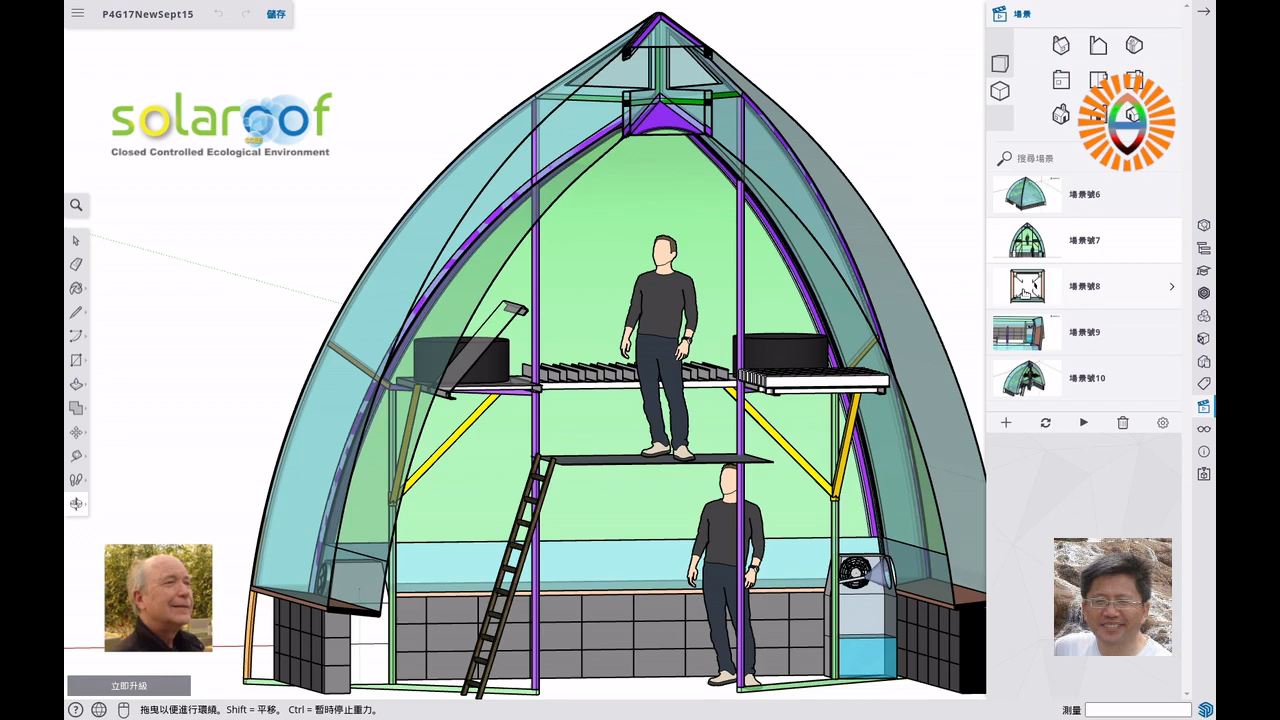 P4G17NewSept15
儲存
場景
solaroof
Closed Controlled Ecological Environment
搜尋場景
場景號6
場景號7
場景號8
場景號9
場景號10
立即升級
拖曳以便進行環繞。Shift = 平移。 Ctrl = 暫時停止重力。
測量